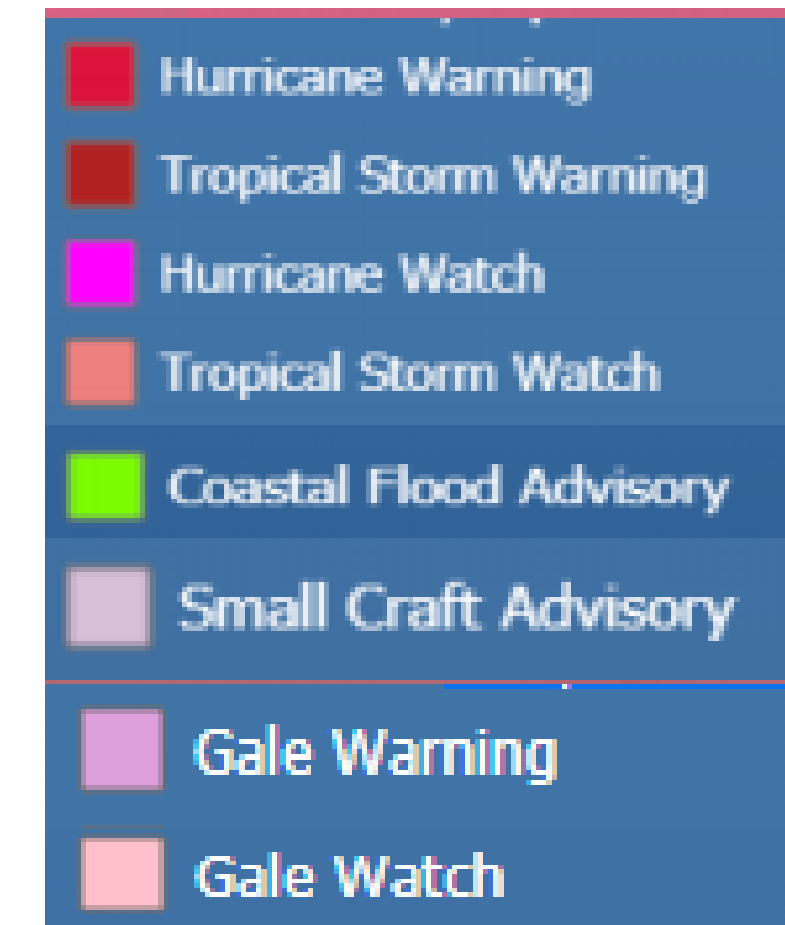 Hurricane Warning
Tropical Storm Warning
Hurricane Watch
Tropical Storm Watch
Coastal Flood Advisory
Small Craft Advisory
Gale Warning
Gale Watch